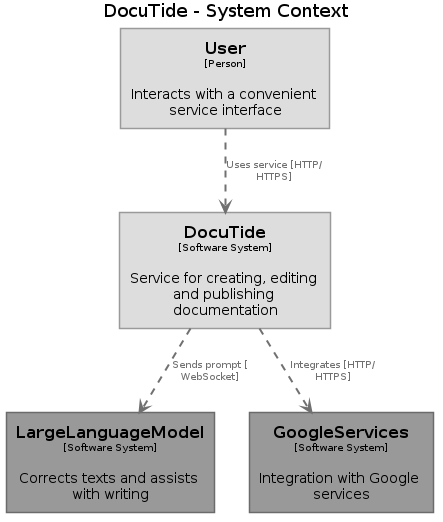 DocuTide - System Context
User
[Person]
Interacts with a convenient
service interface
Uses service [HTTP/
HTTPS]
DocuTide
[Software System]
Service for creating, editing
and publishing
documentation
Sends prompt [
WebSocket]
Integrates [HTTP/
HTTPS]
LargeLanguageModel
[Software System]
Corrects texts and assists
with writing
GoogleServices
[Software System]
Integration with Google
services